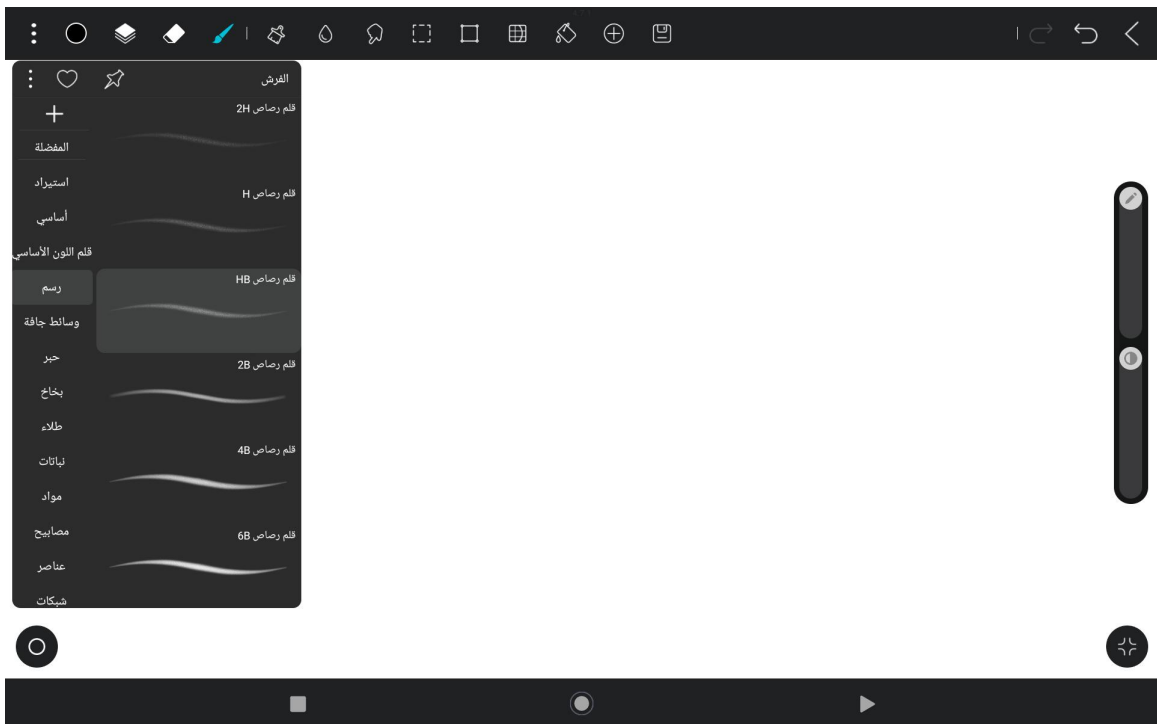 الفرش
المفضلة
استيراد
أساسي
قلم اللون الأساسي
رسم
وسائط جافة
حبر
بخاخ
طلاء
نباتات
مواد
مصابيح
عناصر
شبكات
قلم رصاص 2H
قلم رصاص H
قلم رصاص HB
قلم رصاص 2B
قلم رصاص 4B
قلم رصاص 6B